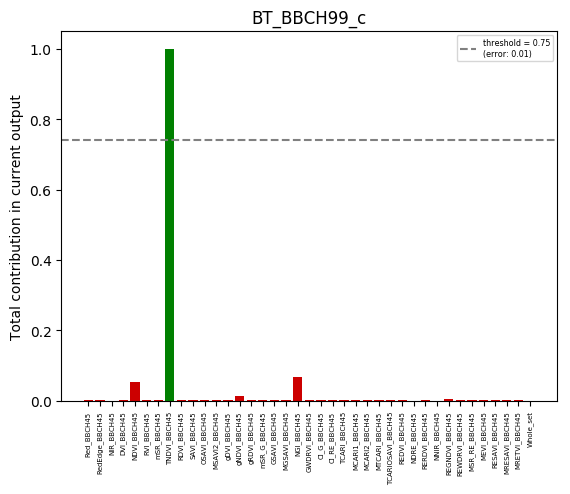 BT_BBCH99_c
threshold = 0.75
(error: 0.01)
Total contribution in current output
1.0
0.8
0.6
0.4
0.2
0.0
Red_BBCH45
RedEdge_BBCH45
NIR_BBCH45
DVI_BBCH45
NDVI_BBCH45
RVI_BBCH45
mSR_BBCH45
TNDVI_BBCH45
RDVI_BBCH45
SAVI_BBCH45
OSAVI_BBCH45
MSAVI2_BBCH45
gDVI_BBCH45
gNDVI_BBCH45
gRDVI_BBCH45
mSR_G_BBCH45
GSAVI_BBCH45
MGSAVI_BBCH45
NGI_BBCH45
GWDRVI_BBCH45
CI_G_BBCH45
CI_RE_BBCH45
TCARI_BBCH45
MCARI1_BBCH45
MCARI2_BBCH45
MTCARI_BBCH45
TCARIOSAVI_BBCH45
REDVI_BBCH45
NDRE_BBCH45
RERDVI_BBCH45
NNIR_BBCH45
REGNDVI_BBCH45
REWDRVI_BBCH45
MSR_RE_BBCH45
MEVI_BBCH45
RESAVI_BBCH45
MRESAVI_BBCH45
MRETVI_BBCH45
Whole_set